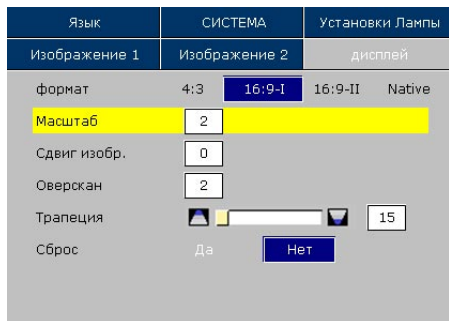 Язык СИСТЕМА Установки Лампы
Изображение 1 Изображение 2 дисплей
формат 4:3 16:9-I 16:9-II Native
Масштаб 2
Сдвиг изобр. 0
Оверскан 2
Трапеция 15
Сброс Да Нет